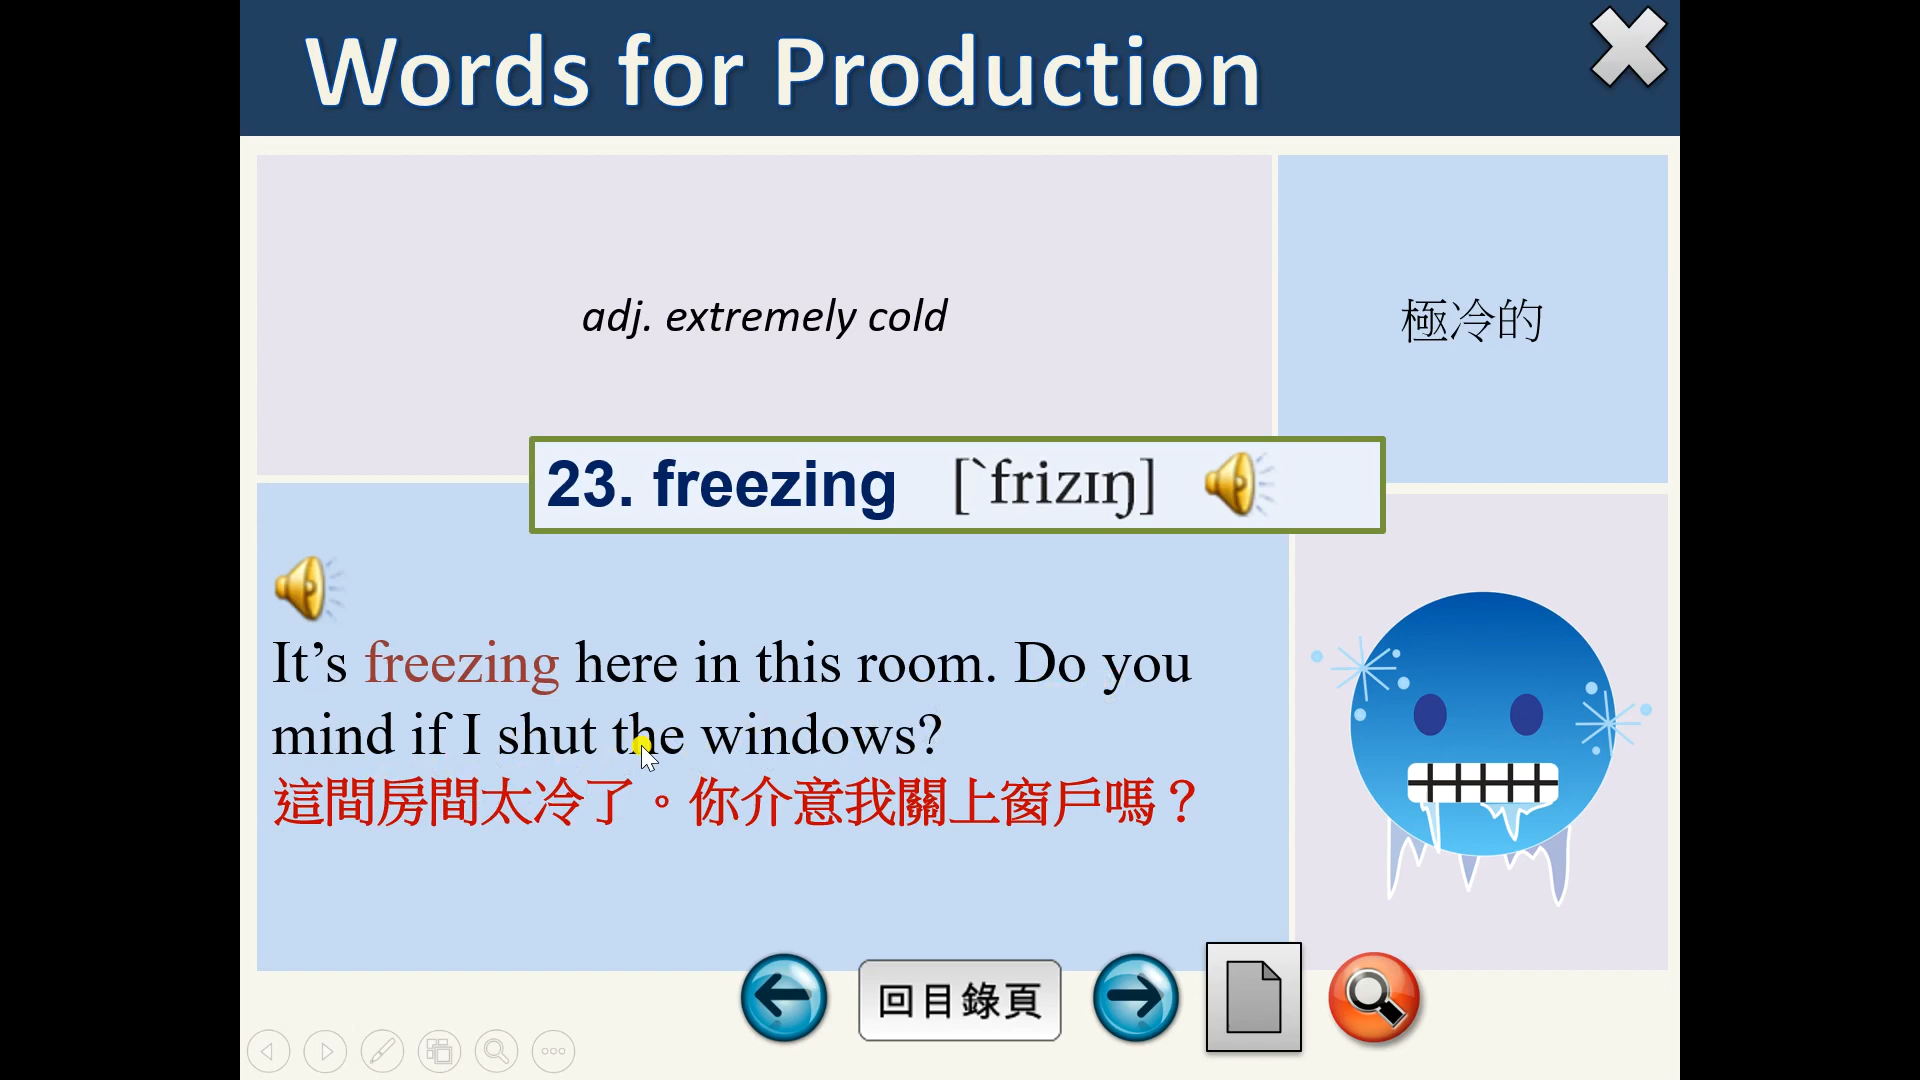 Words for Production
adj. extremely cold
極冷的
23. freezing [ˋfrizɪŋ]
It’s freezing here in this room. Do you
mind if I shut the windows?
這間房間太冷了。你介意我關上窗戶嗎？
回目錄頁